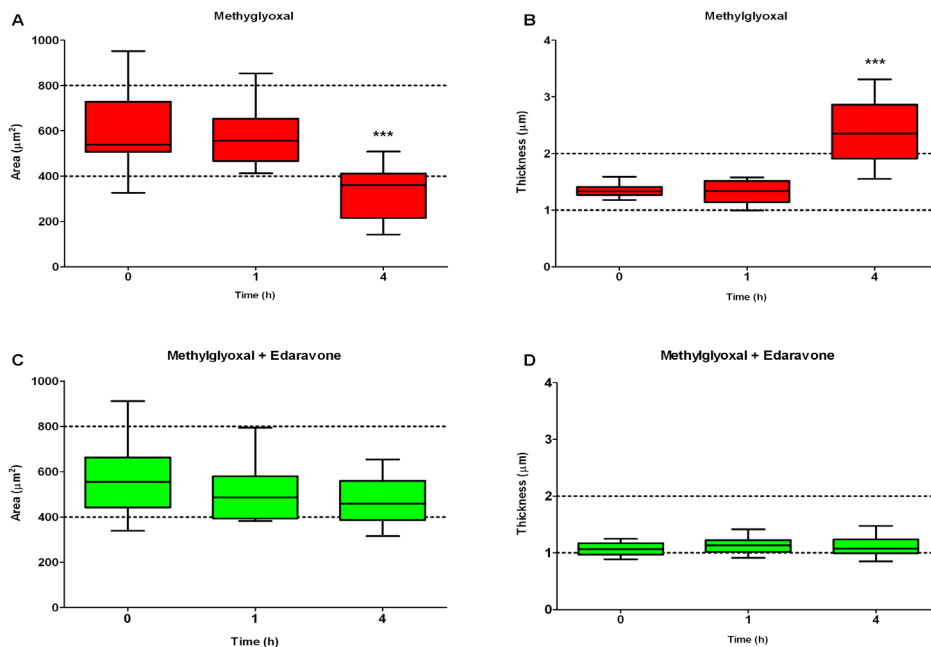 A
Methyglyoxal
1000
800
600
400
200
0
Area (μm²)
***
0 1 4
Time (h)
B
Methylglyoxal
4
3
2
1
0
Thickness (μm)
***
0 1 4
Time (h)
C
Methylglyoxal + Edaravone
1000
800
600
400
200
0
Area (μm²)
0 1 4
Time (h)
D
Methylglyoxal + Edaravone
4
3
2
1
0
Thickness (μm)
0 1 4
Time (h)